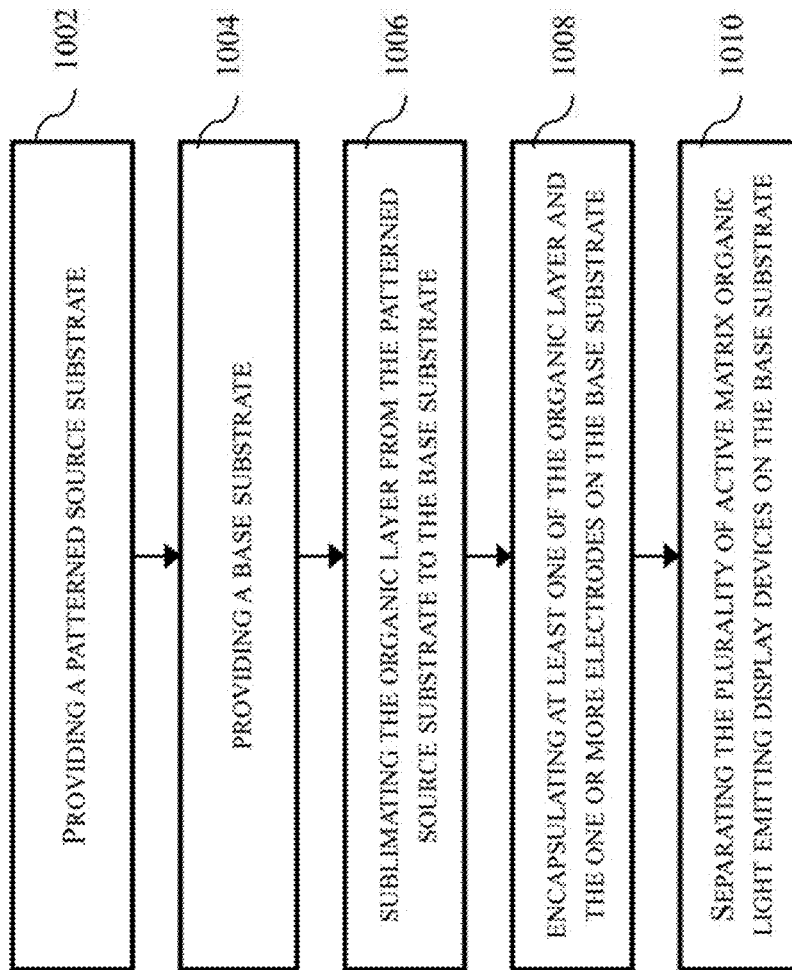 PROVIDING A PATTERNED SOURCE SUBSTRATE
1002
PROVIDING A BASE SUBSTRATE
1004
SUBLIMATING THE ORGANIC LAYER FROM THE PATTERNED
SOURCE SUBSTRATE TO THE BASE SUBSTRATE
1006
ENCAPSULATING AT LEAST ONE OF THE ORGANIC LAYER AND
THE ONE OR MORE ELECTRODES ON THE BASE SUBSTRATE
1008
SEPARATING THE PLURALITY OF ACTIVE MATRIX ORGANIC
LIGHT EMITTING DISPLAY DEVICES ON THE BASE SUBSTRATE
1010